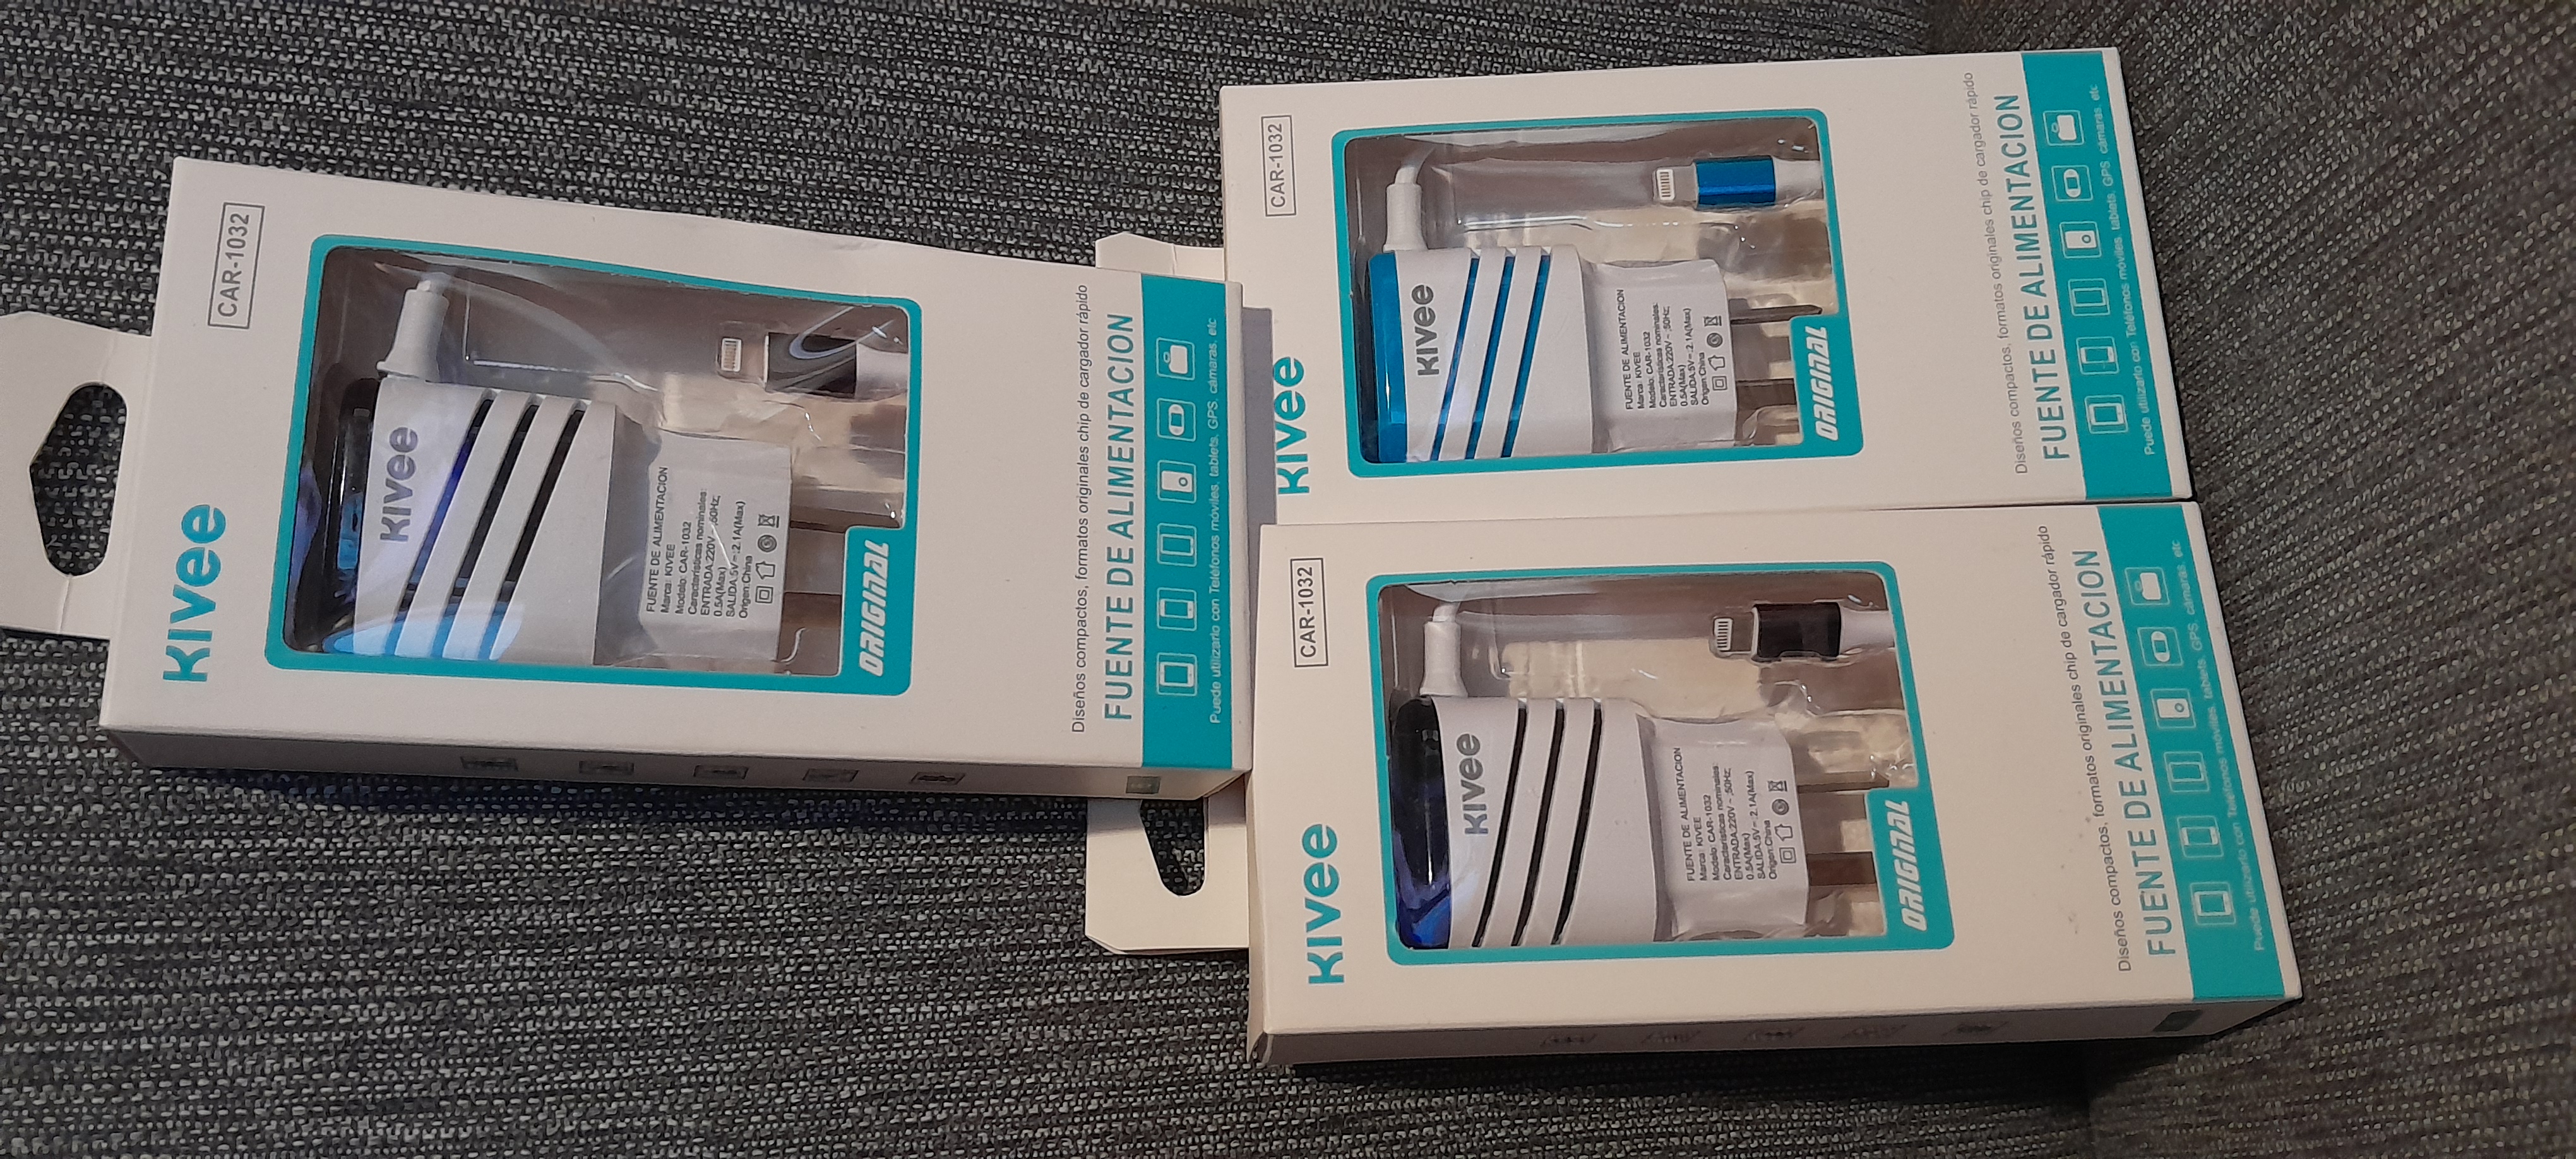 KIVee
CAR-1032
KIVee
FUENTE DE ALIMENTACION
Marca: KIVEE
Modelo: CAR-1032
Características nominales:
ENTRADA:220V~ ;50Hz;
0.5A(Max)
SALIDA:5V⎓:2.1A(Max)
Origen:China
ORIGINAL
Diseños compactos, formatos originales chip de cargador rápido
FUENTE DE ALIMENTACION
Puede utilizarlo con Teléfonos móviles, tablets, GPS, cámaras, etc
KIVee
CAR-1032
KIVee
FUENTE DE ALIMENTACION
Marca: KIVEE
Modelo: CAR-1032
Características nominales:
ENTRADA:220V~ ;50Hz;
0.5A(Max)
SALIDA:5V⎓:2.1A(Max)
Origen:China
ORIGINAL
Diseños compactos, formatos originales chip de cargador rápido
FUENTE DE ALIMENTACION
Puede utilizarlo con Teléfonos móviles, tablets, GPS, cámaras, etc
KIVee
CAR-1032
KIVee
FUENTE DE ALIMENTACION
Marca: KIVEE
Modelo: CAR-1032
Características nominales:
ENTRADA:220V~ ;50Hz;
0.5A(Max)
SALIDA:5V⎓:2.1A(Max)
Origen:China
ORIGINAL
Diseños compactos, formatos originales chip de cargador rápido
FUENTE DE ALIMENTACION
Puede utilizarlo con Teléfonos móviles, tablets, GPS, cámaras, etc